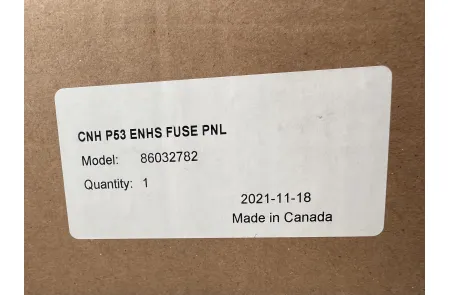 CNH P53 ENHS FUSE PNL
Model: 86032782
Quantity: 1
2021-11-18
Made in Canada